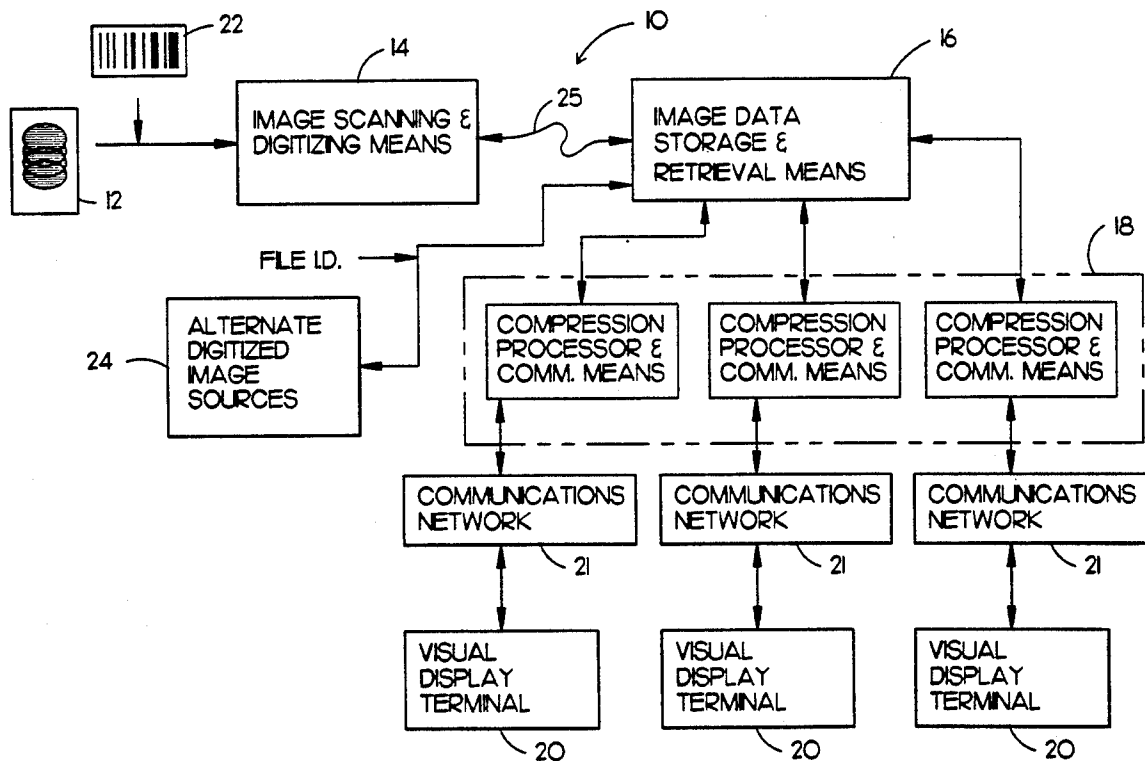 22
14
10
16
IMAGE SCANNING &
DIGITIZING MEANS
25
IMAGE DATA
STORAGE &
RETRIEVAL MEANS
12
18
FILE I.D.
ALTERNATE
DIGITIZED
IMAGE
SOURCES
24
COMPRESSION
PROCESSOR &
COMM. MEANS
COMPRESSION
PROCESSOR &
COMM. MEANS
COMPRESSION
PROCESSOR &
COMM. MEANS
COMMUNICATIONS
NETWORK
21
COMMUNICATIONS
NETWORK
21
COMMUNICATIONS
NETWORK
21
VISUAL
DISPLAY
TERMINAL
20
VISUAL
DISPLAY
TERMINAL
20
VISUAL
DISPLAY
TERMINAL
20